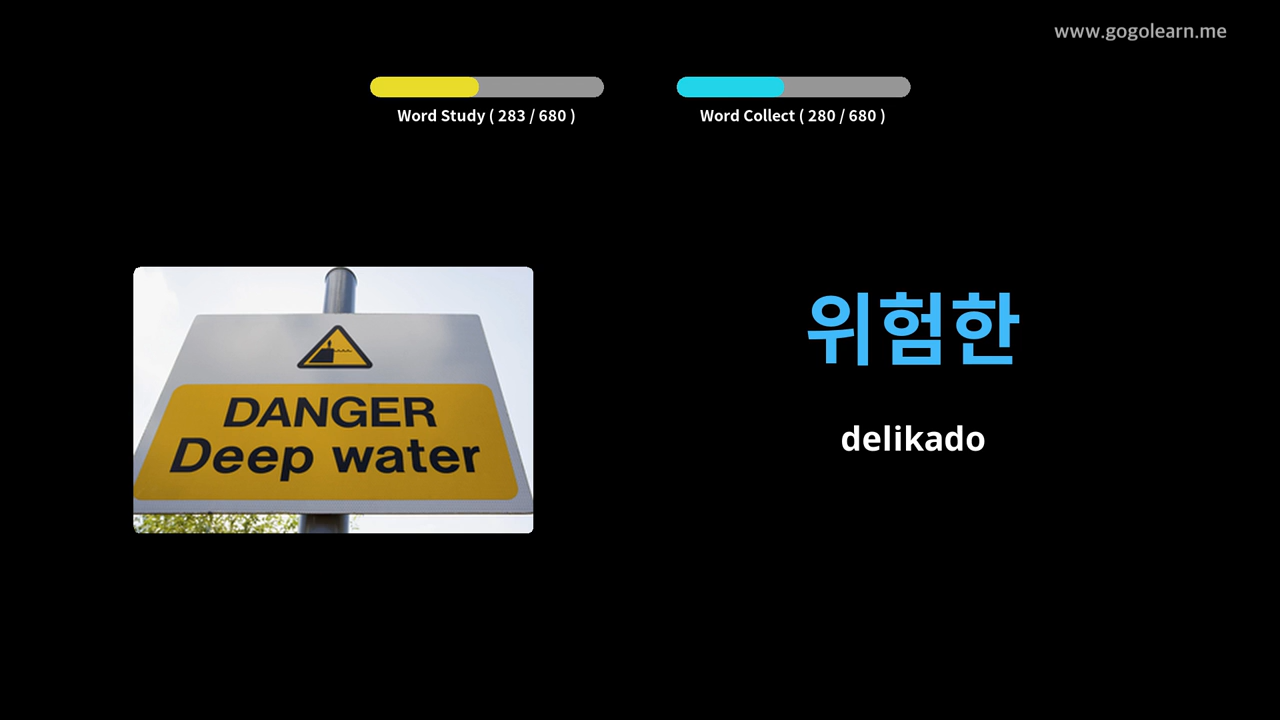 www.gogolearn.me
Word Study ( 283 / 680 )
Word Collect ( 280 / 680 )
DANGER
Deep water
위험한
delikado